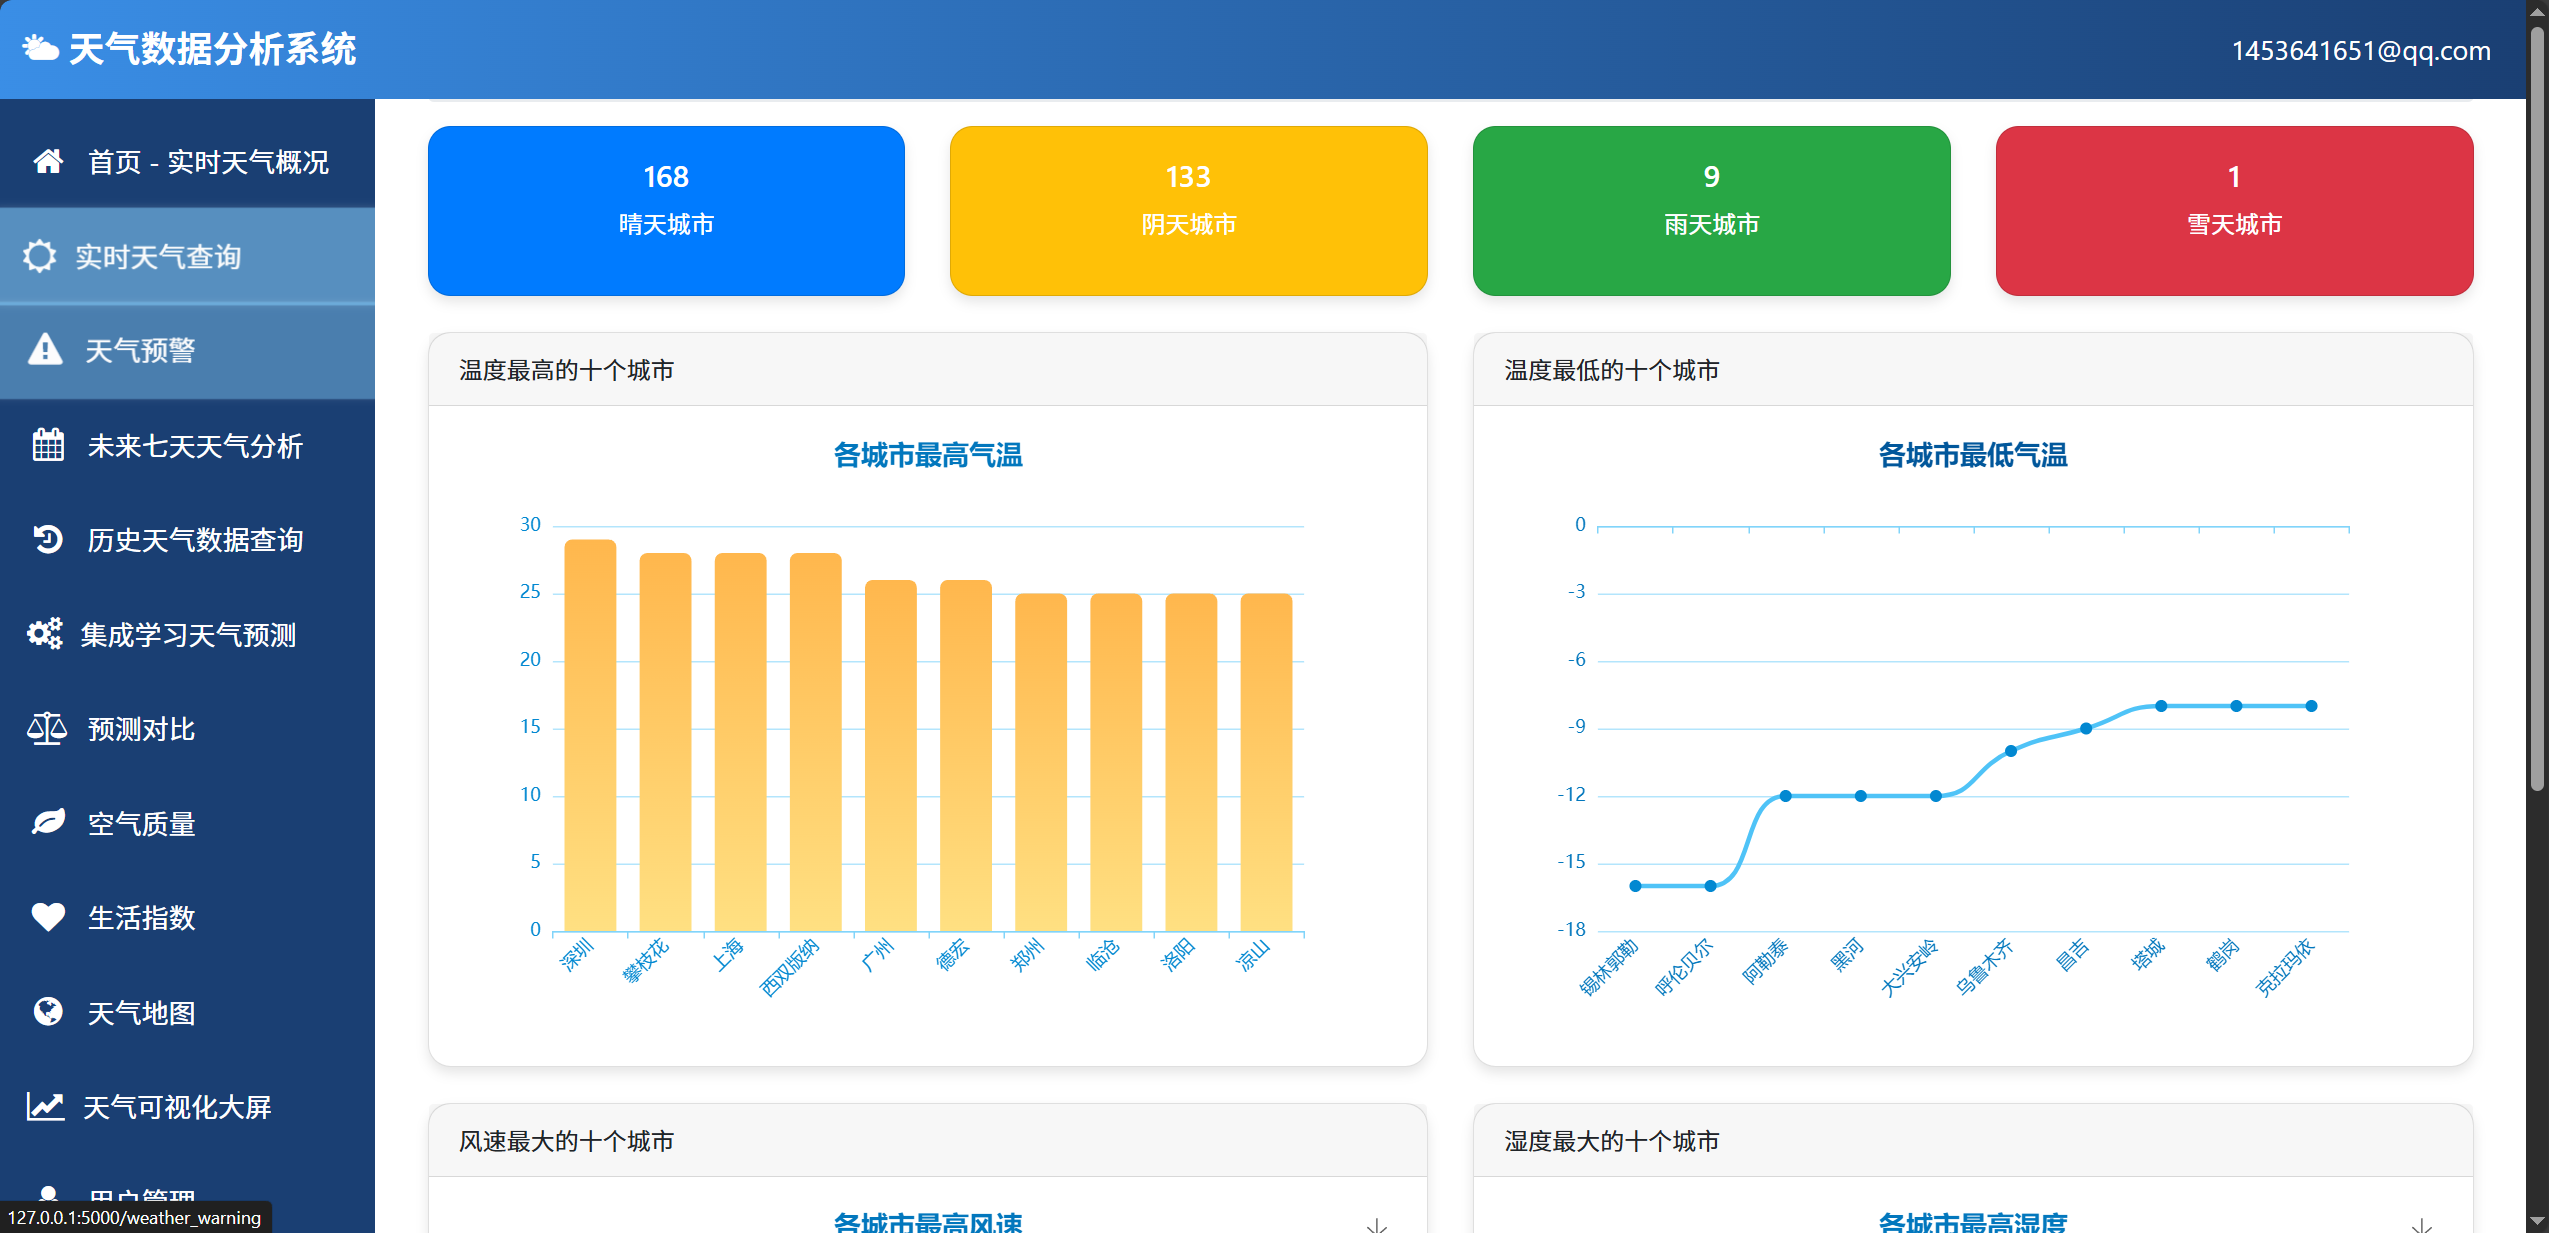 天气数据分析系统
1453641651@qq.com
首页 - 实时天气概况
实时天气查询
天气预警
未来七天天气分析
历史天气数据查询
集成学习天气预测
预测对比
空气质量
生活指数
天气地图
天气可视化大屏
用户管理
127.0.0.1:5000/weather_warning
168
晴天城市
133
阴天城市
9
雨天城市
1
雪天城市
温度最高的十个城市
各城市最高气温
30
25
20
15
10
5
0
深圳
攀枝花
上海
西双版纳
广州
德宏
郑州
临沧
洛阳
凉山
温度最低的十个城市
各城市最低气温
0
-3
-6
-9
-12
-15
-18
锡林郭勒
呼伦贝尔
阿勒泰
黑河
大兴安岭
乌鲁木齐
昌吉
塔城
鹤岗
克拉玛依
风速最大的十个城市
各城市最高风速
湿度最大的十个城市
各城市最高湿度